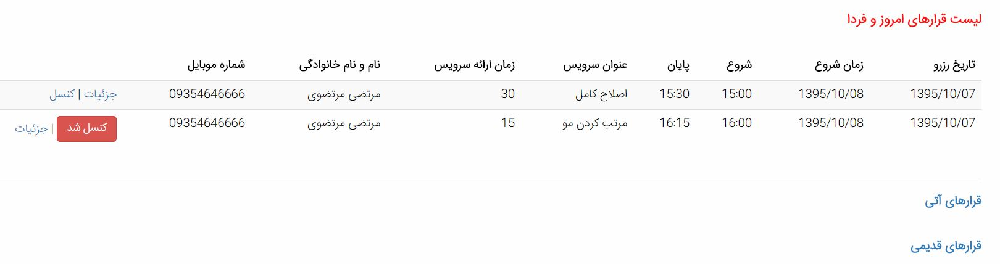 لیست قرارهای امروز و فردا
تاریخ رزرو زمان شروع شروع پایان عنوان سرویس زمان ارائه سرویس نام و نام خانوادگی شماره موبایل
1395/10/07 1395/10/08 15:00 15:30 اصلاح کامل 30 مرتضی مرتضوی 09354646666 جزئیات | کنسل
1395/10/07 1395/10/08 16:00 16:15 مرتب کردن مو 15 مرتضی مرتضوی 09354646666 کنسل شد | جزئیات
قرارهای آتی
قرارهای قدیمی